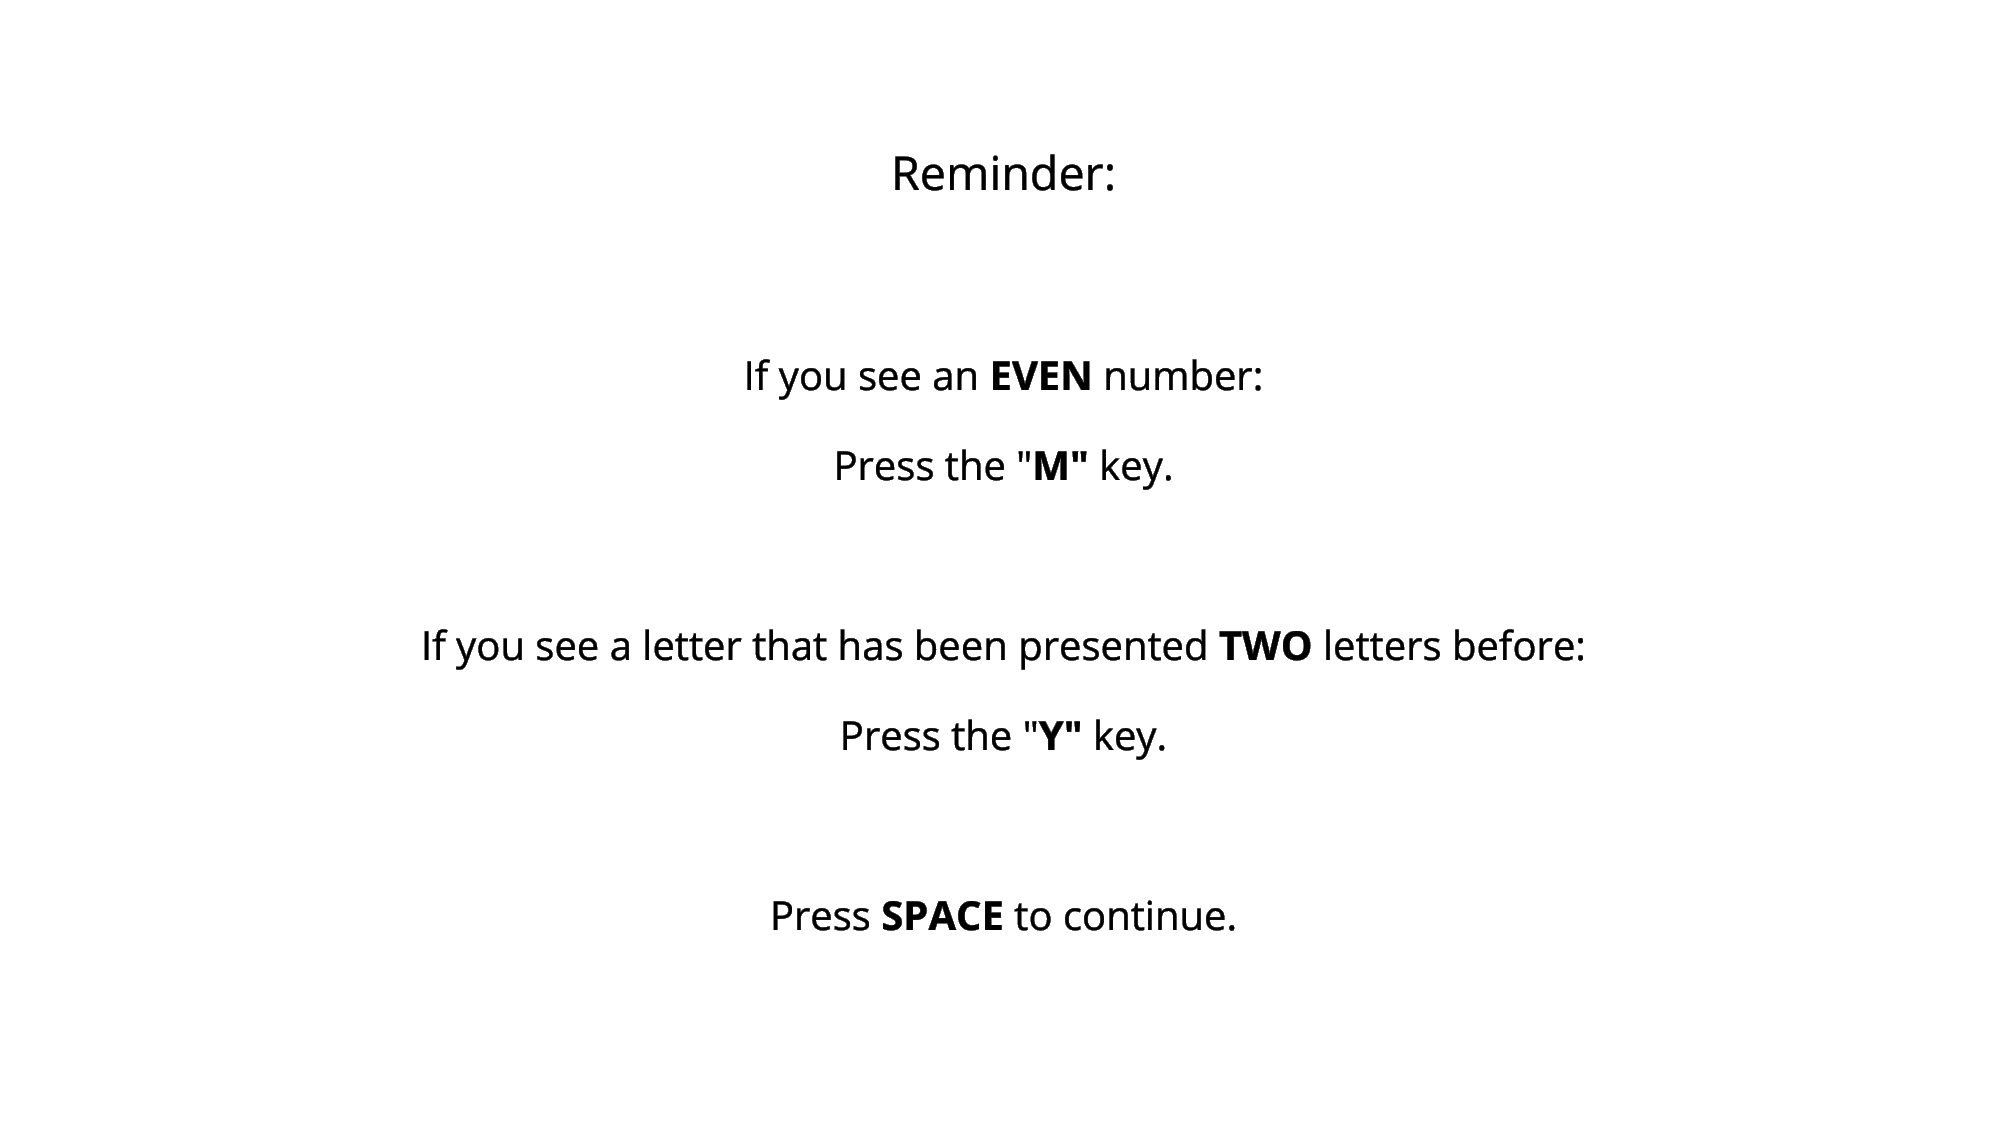 Reminder:
If you see an EVEN number:
Press the "M" key.
If you see a letter that has been presented TWO letters before:
Press the "Y" key.
Press SPACE to continue.